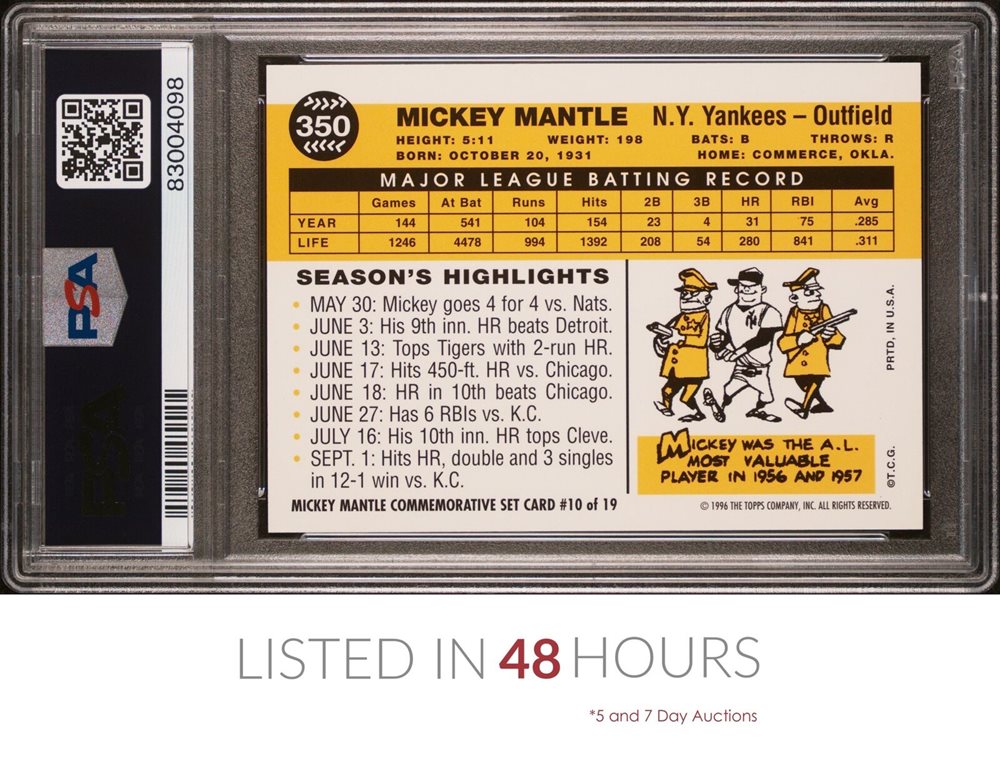 83004098
PSA
350
MICKEY MANTLE N.Y. Yankees – Outfield
HEIGHT: 5:11 WEIGHT: 198 BATS: B THROWS: R
BORN: OCTOBER 20, 1931 HOME: COMMERCE, OKLA.
MAJOR LEAGUE BATTING RECORD
Games At Bat Runs Hits 2B 3B HR RBI Avg
YEAR 144 541 104 154 23 4 31 75 .285
LIFE 1246 4478 994 1392 208 54 280 841 .311
SEASON'S HIGHLIGHTS
• MAY 30: Mickey goes 4 for 4 vs. Nats.
• JUNE 3: His 9th inn. HR beats Detroit.
• JUNE 13: Tops Tigers with 2-run HR.
• JUNE 17: Hits 450-ft. HR vs. Chicago.
• JUNE 18: HR in 10th beats Chicago.
• JUNE 27: Has 6 RBIs vs. K.C.
• JULY 16: His 10th inn. HR tops Cleve.
• SEPT. 1: Hits HR, double and 3 singles
in 12-1 win vs. K.C.
MICKEY MANTLE COMMEMORATIVE SET CARD #10 of 19
NY
MICKEY WAS THE A.L.
MOST VALUABLE
PLAYER IN 1956 AND 1957
PRTD. IN U.S.A.
©T.C.G.
© 1996 THE TOPPS COMPANY, INC. ALL RIGHTS RESERVED.
PSA
LISTED IN 48 HOURS
*5 and 7 Day Auctions